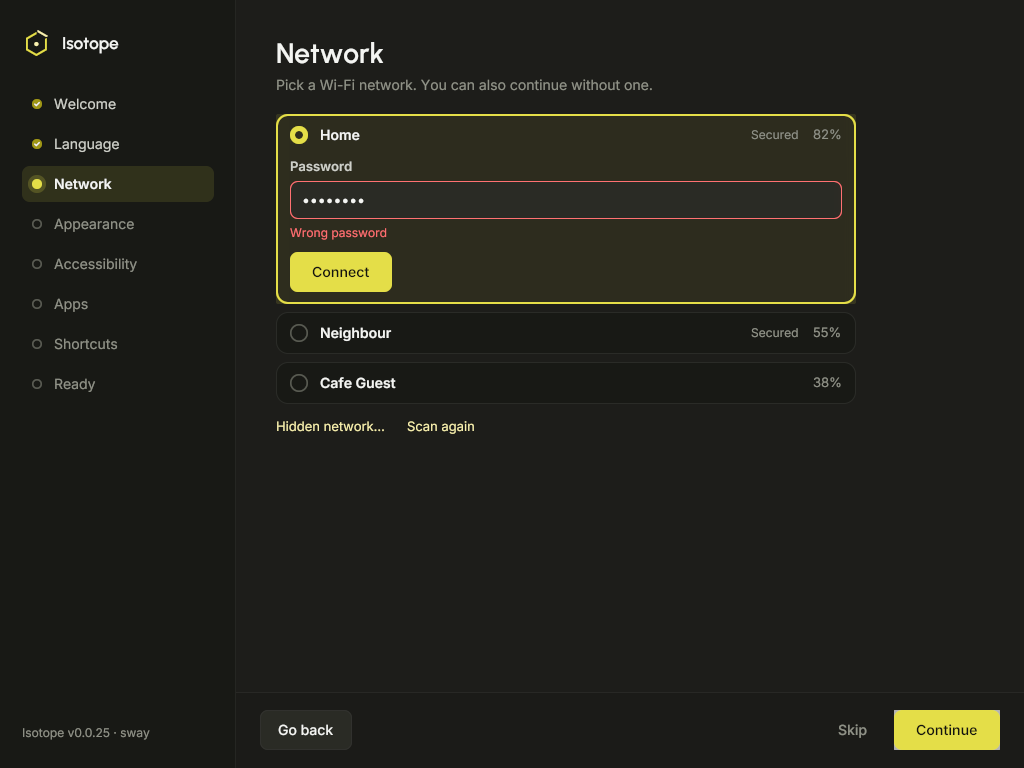 Isotope
Welcome
Language
Network
Appearance
Accessibility
Apps
Shortcuts
Ready
Isotope v0.0.25 · sway
Network
Pick a Wi-Fi network. You can also continue without one.
Home Secured 82%
Password
••••••••
Wrong password
Connect
Neighbour Secured 55%
Cafe Guest 38%
Hidden network... Scan again
Go back Skip Continue